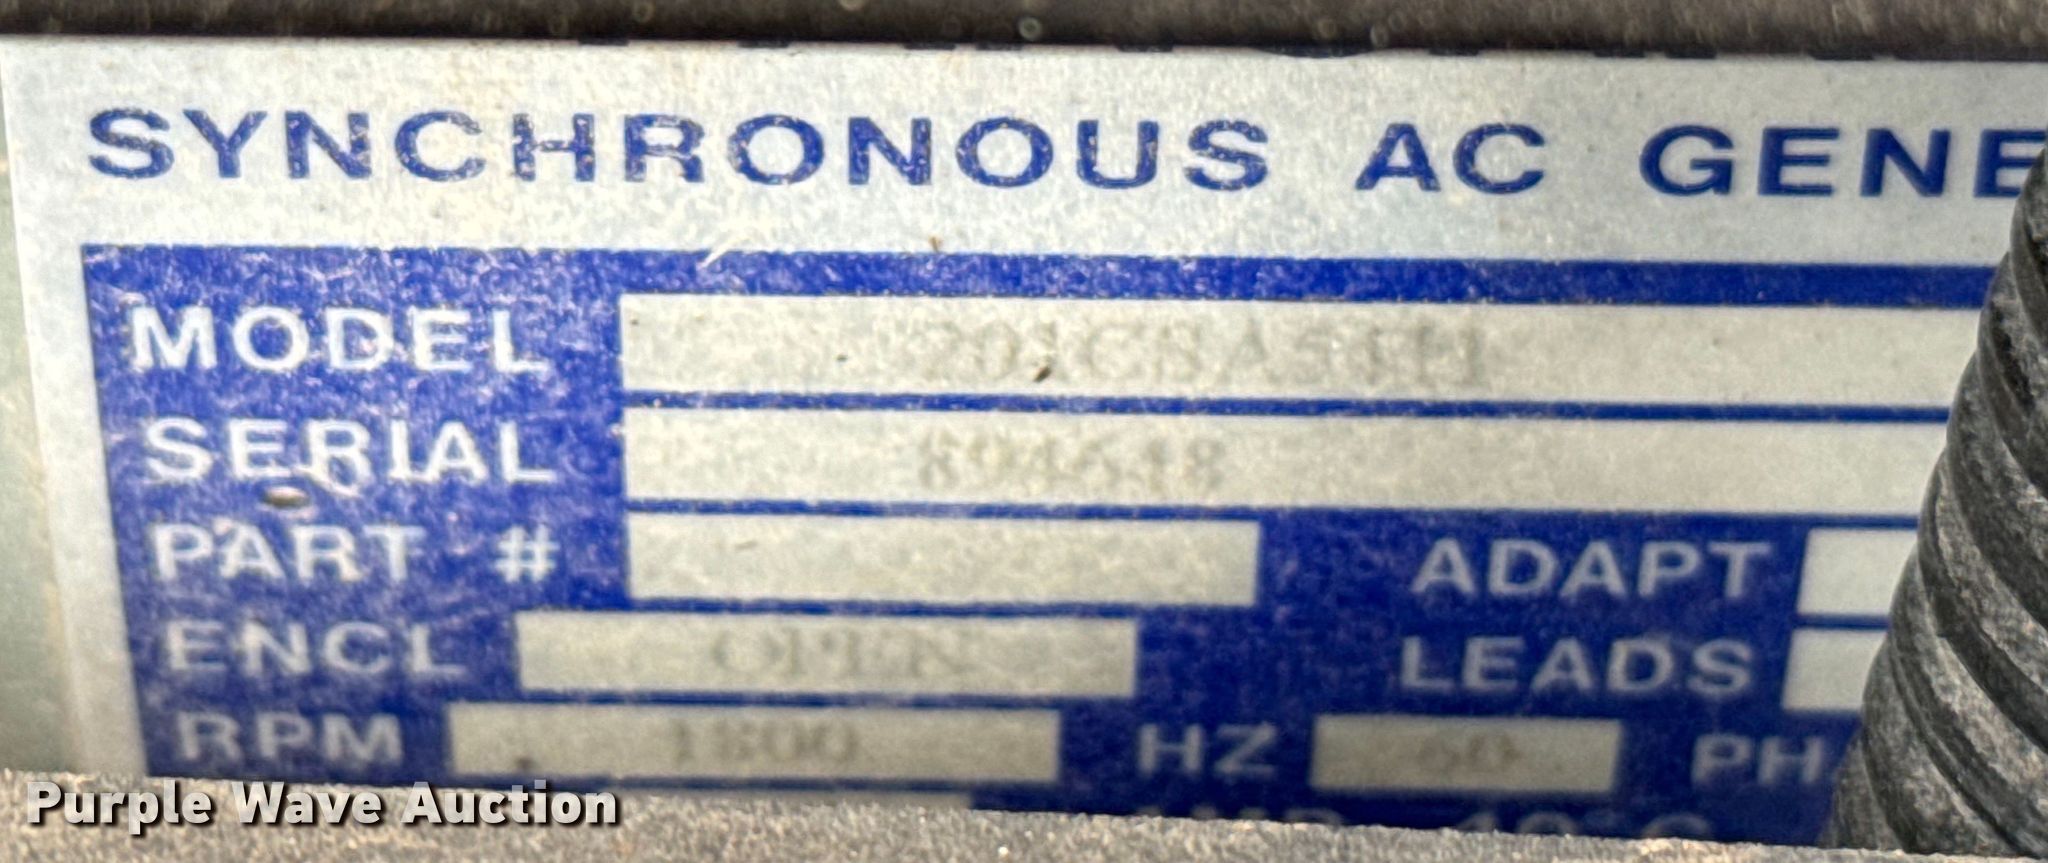 SYNCHRONOUS AC GENE
MODEL
SERIAL
PART #
ADAPT
ENCL OPEN
LEADS
RPM 1800 HZ 60 PH
Purple Wave Auction